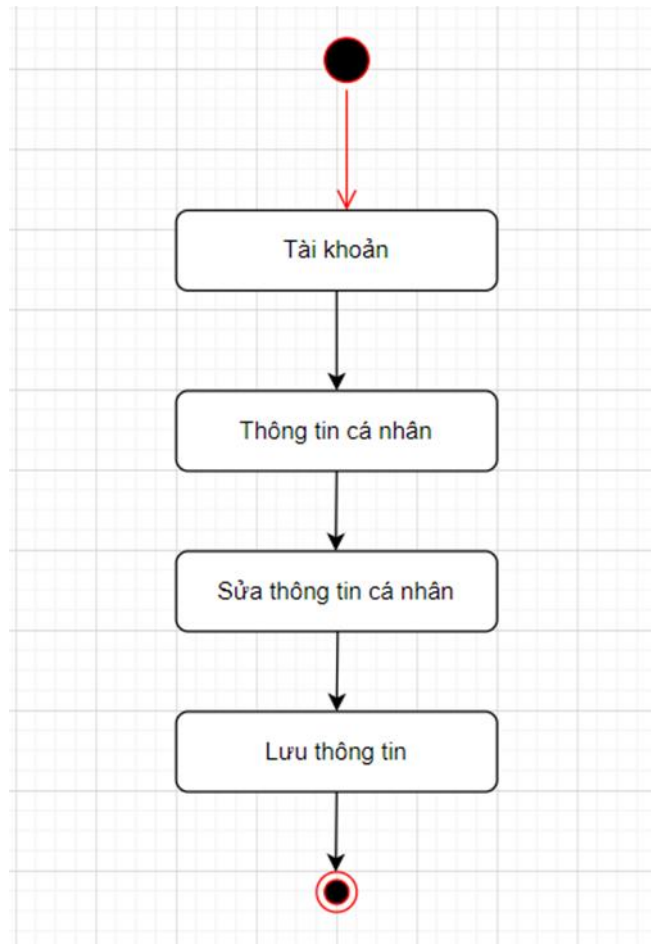 Tài khoản
Thông tin cá nhân
Sửa thông tin cá nhân
Lưu thông tin